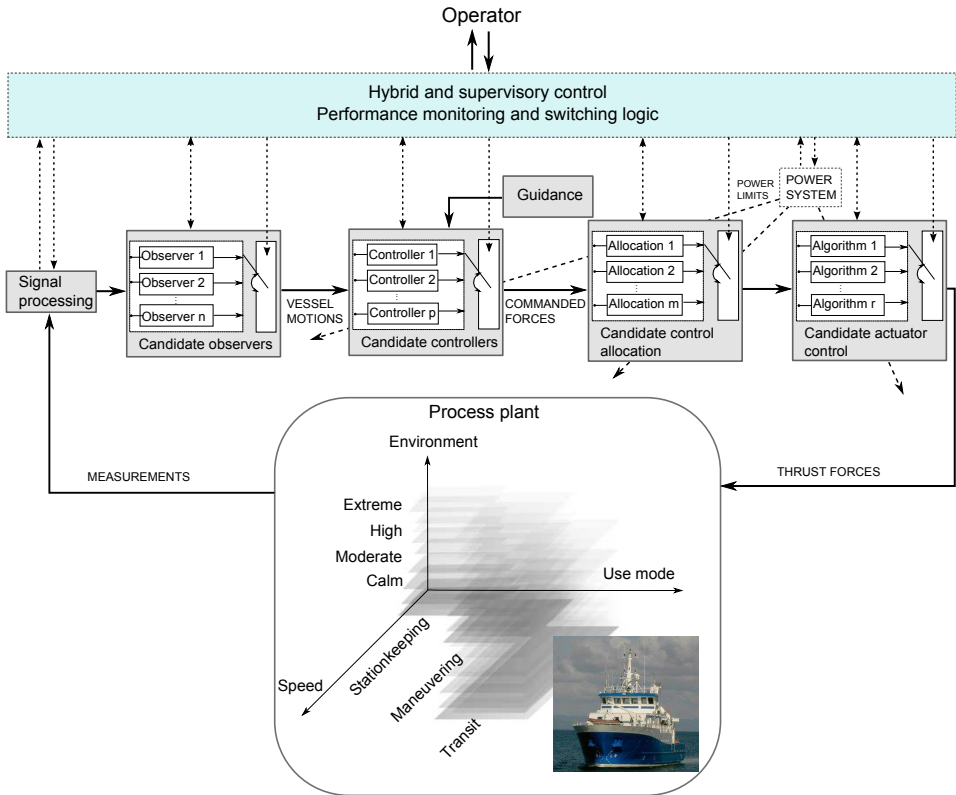 Operator
Hybrid and supervisory control
Performance monitoring and switching logic
POWER
LIMITS
POWER
SYSTEM
Guidance
Signal
processing
Observer 1
Observer 2
Observer n
Candidate observers
VESSEL
MOTIONS
Controller 1
Controller 2
Controller p
Candidate controllers
COMMANDED
FORCES
Allocation 1
Allocation 2
Allocation m
Candidate control
allocation
Algorithm 1
Algorithm 2
Algorithm r
Candidate actuator
control
Process plant
Environment
MEASUREMENTS
THRUST FORCES
Extreme
High
Moderate
Calm
Use mode
Speed
Stationkeeping
Maneuvering
Transit